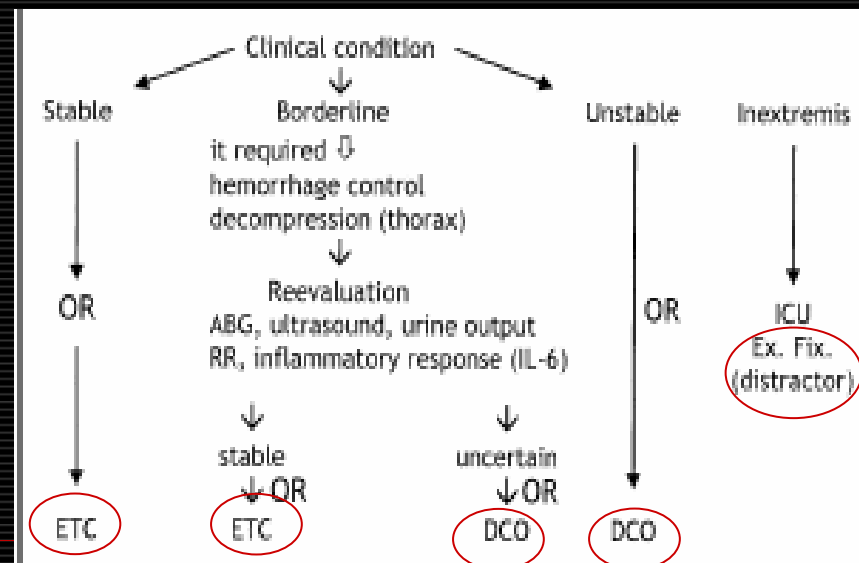 Clinical condition
Stable Borderline Unstable Inextremis
it required
hemorrhage control
decompression (thorax)
Reevaluation
OR OR ICU
ABG, ultrasound, urine output Ex. Fix.
RR, inflammatory response (IL-6) (distractor)
stable uncertain
OR OR
ETC ETC DCO DCO